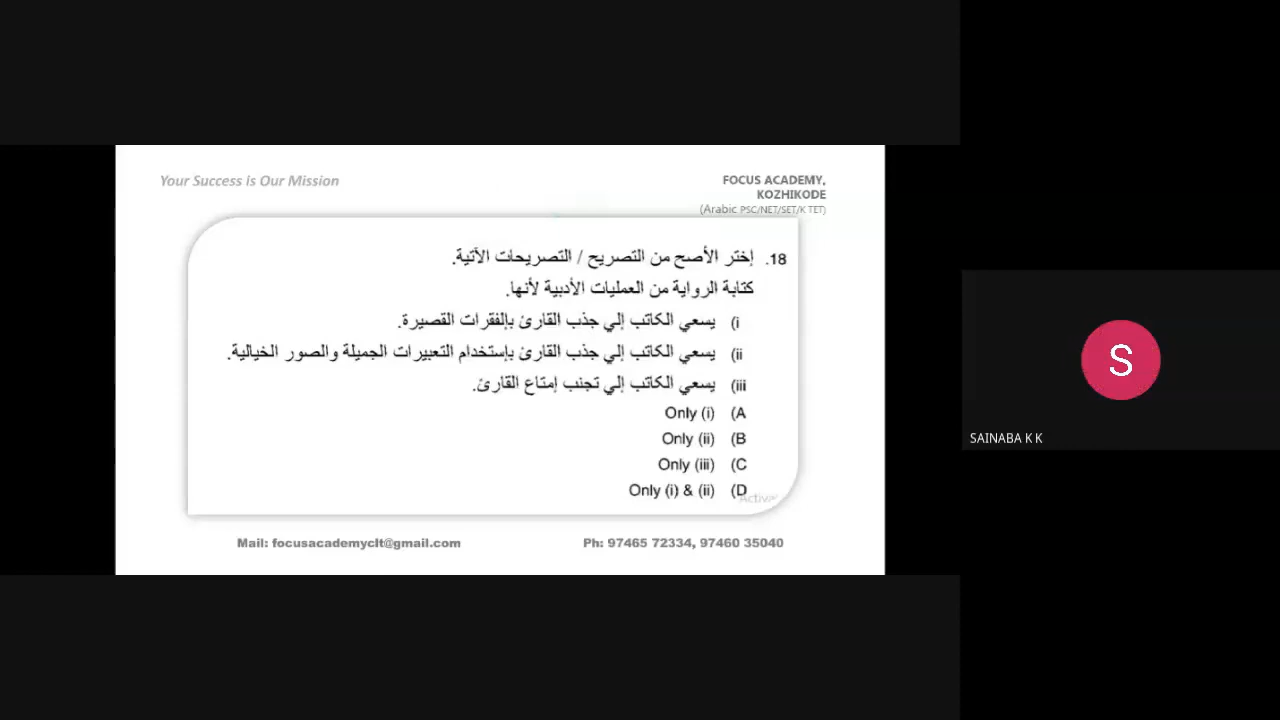 Your Success is Our Mission
FOCUS ACADEMY,
KOZHIKODE
(Arabic PSC/NET/SET/K TET)
18. إختر الأصح من التصريح / التصريحات الآتية.
كتابة الرواية من العمليات الأدبية لأنها.
i) يسعي الكاتب إلي جذب القارئ بإلفقرات القصيرة.
ii) يسعي الكاتب إلي جذب القارئ بإستخدام التعبيرات الجميلة والصور الخيالية.
iii) يسعي الكاتب إلي تجنب إمتاع القارئ.
A) Only (i)
B) Only (ii)
C) Only (iii)
D) Only (i) & (ii)
Mail: focusacademyclt@gmail.com
Ph: 97465 72334, 97460 35040
S
SAINABA K K